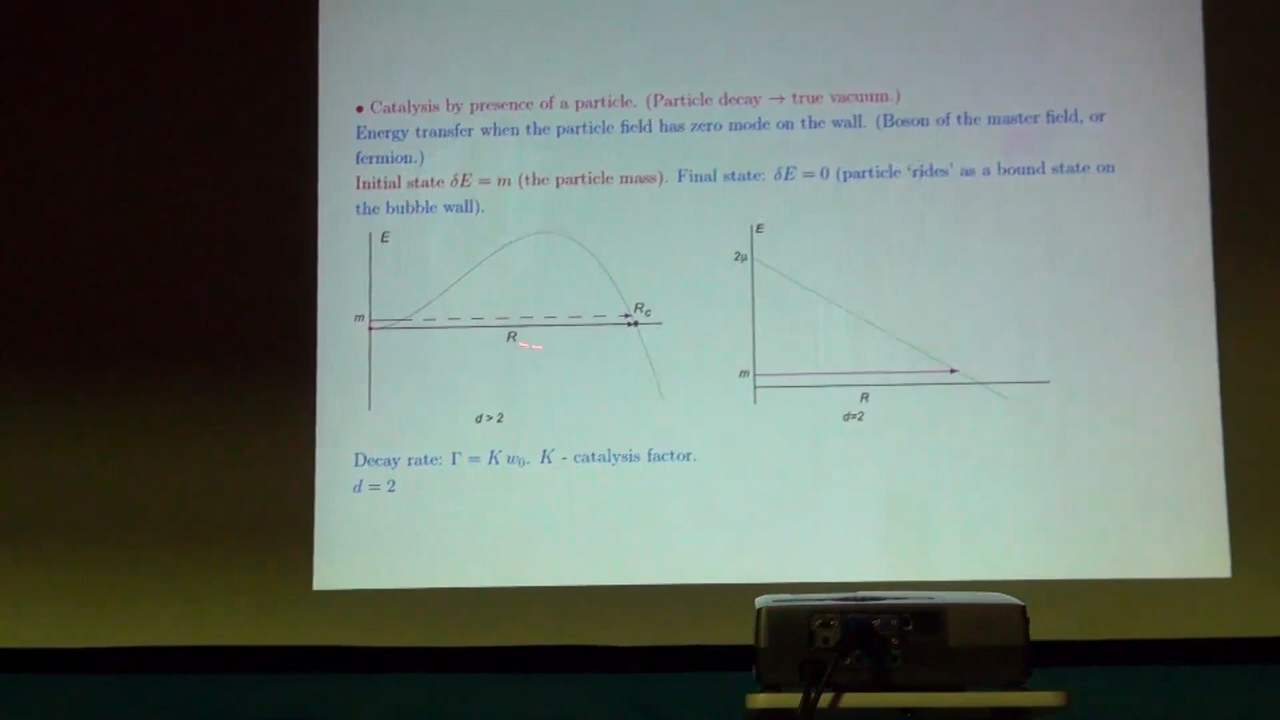 • Catalysis by presence of a particle. (Particle decay → true vacuum.)
Energy transfer when the particle field has zero mode on the wall. (Boson of the master field, or
fermion.)
Initial state δE = m (the particle mass). Final state: δE = 0 (particle ‘rides’ as a bound state on
the bubble wall).
E
m
R_c
R
d > 2
E
2μ
m
R
d=2
Decay rate: Γ = K w₀. K - catalysis factor.
d = 2